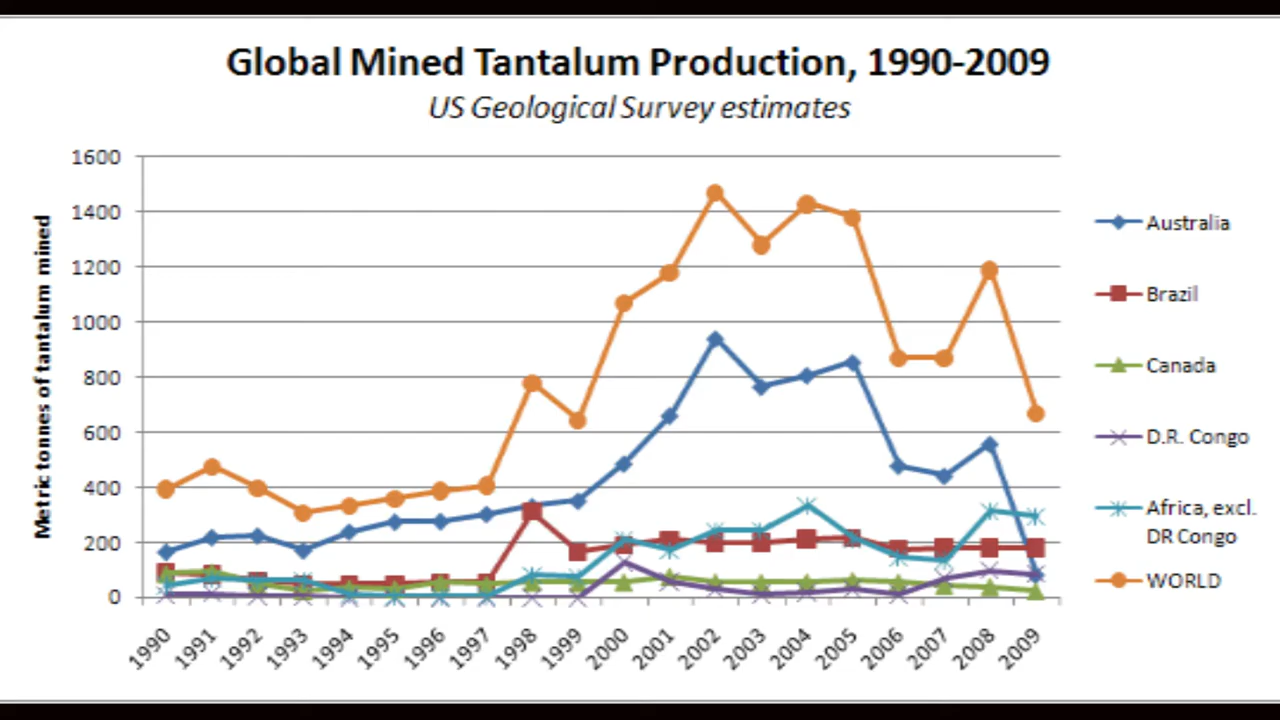 Global Mined Tantalum Production, 1990-2009
US Geological Survey estimates
Metric tonnes of tantalum mined
1600
1400
1200
1000
800
600
400
200
0
1990
1991
1992
1993
1994
1995
1996
1997
1998
1999
2000
2001
2002
2003
2004
2005
2006
2007
2008
2009
Australia
Brazil
Canada
D.R. Congo
Africa, excl.
DR Congo
WORLD